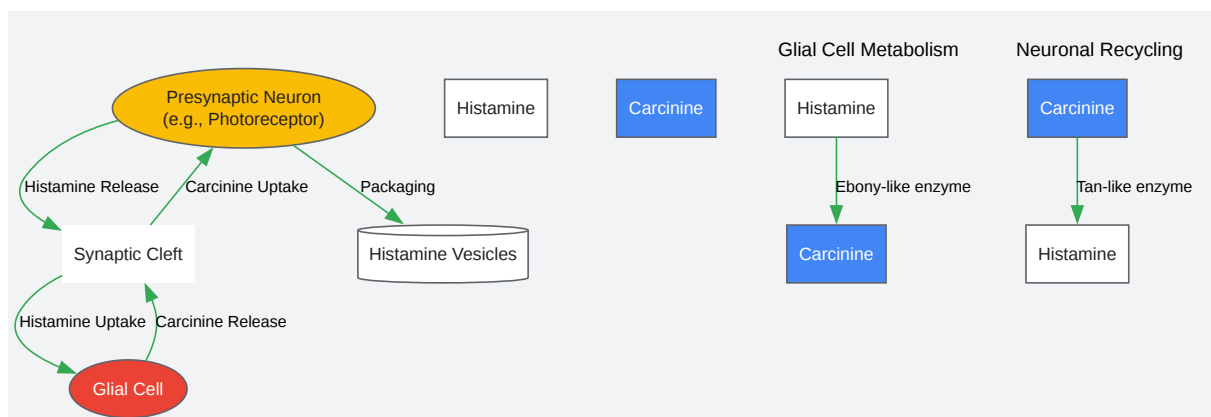 Glial Cell Metabolism
Neuronal Recycling
Presynaptic Neuron
(e.g., Photoreceptor)
Histamine
Carcinine
Histamine
Carcinine
Histamine Release
Carcinine Uptake
Packaging
Ebony-like enzyme
Tan-like enzyme
Synaptic Cleft
Histamine Vesicles
Carcinine
Histamine
Histamine Uptake
Carcinine Release
Glial Cell